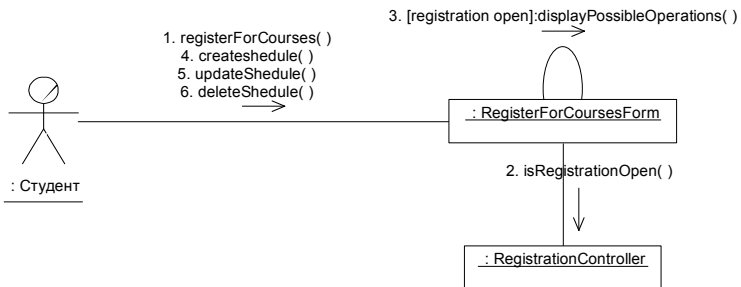 3. [registration open]:displayPossibleOperations( )
1. registerForCourses( )
4. createshedule( )
5. updateShedule( )
6. deleteShedule( )
: RegisterForCoursesForm
2. isRegistrationOpen( )
: Студент
: RegistrationController